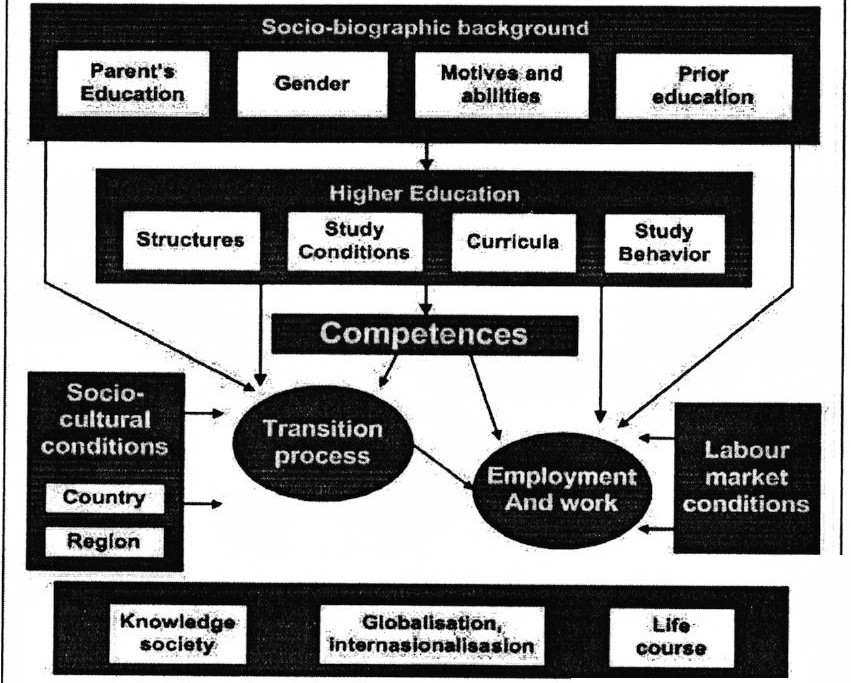 Socio-biographic background
Parent's
Education
Gender
Motives and
abilities
Prior
education
Higher Education
Structures
Study
Conditions
Curricula
Study
Behavior
Competences
Socio-
cultural
conditions
Country
Region
Transition
process
Employment
And work
Labour
market
conditions
Knowledge
society
Globalisation,
internasionalisasion
Life
course